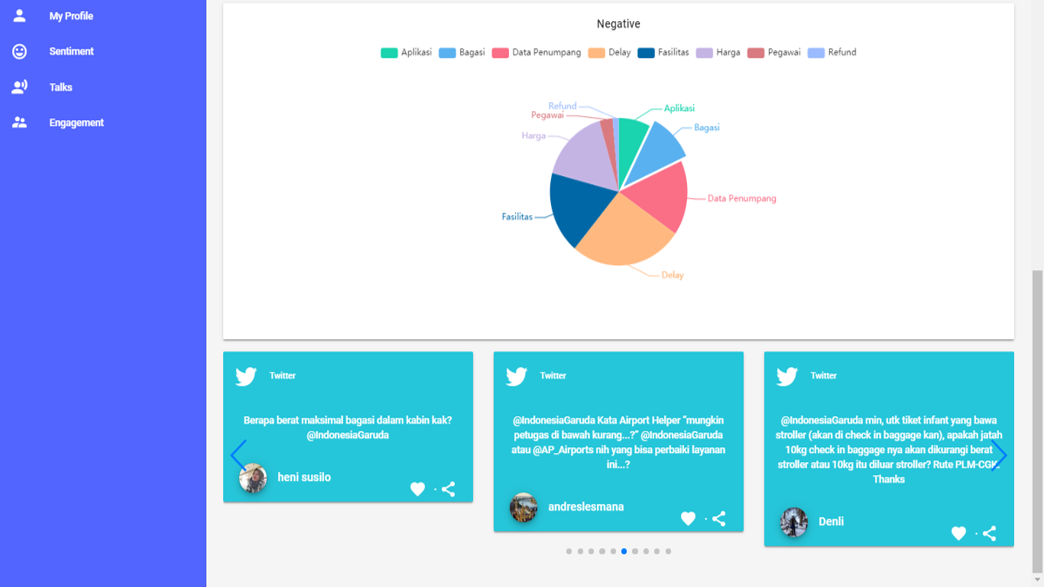 My Profile
Sentiment
Talks
Engagement
Negative
Aplikasi Bagasi Data Penumpang Delay Fasilitas Harga Pegawai Refund
Refund
Aplikasi
Pegawai
Bagasi
Harga
Data Penumpang
Fasilitas
Delay
Twitter
Berapa berat maksimal bagasi dalam kabin kak?
@IndonesiaGaruda
heni susilo
Twitter
@IndonesiaGaruda Kata Airport Helper "mungkin
petugas di bawah kurang...?" @IndonesiaGaruda
atau @AP_Airports nih yang bisa perbaiki layanan
ini...?
andreslesmana
Twitter
@IndonesiaGaruda min, utk tiket infant yang bawa
stroller (akan di check in baggage kan), apakah jatah
10kg check in baggage nya akan dikurangi berat
stroller atau 10kg itu diluar stroller? Rute PLM-CGK.
Thanks
Denli